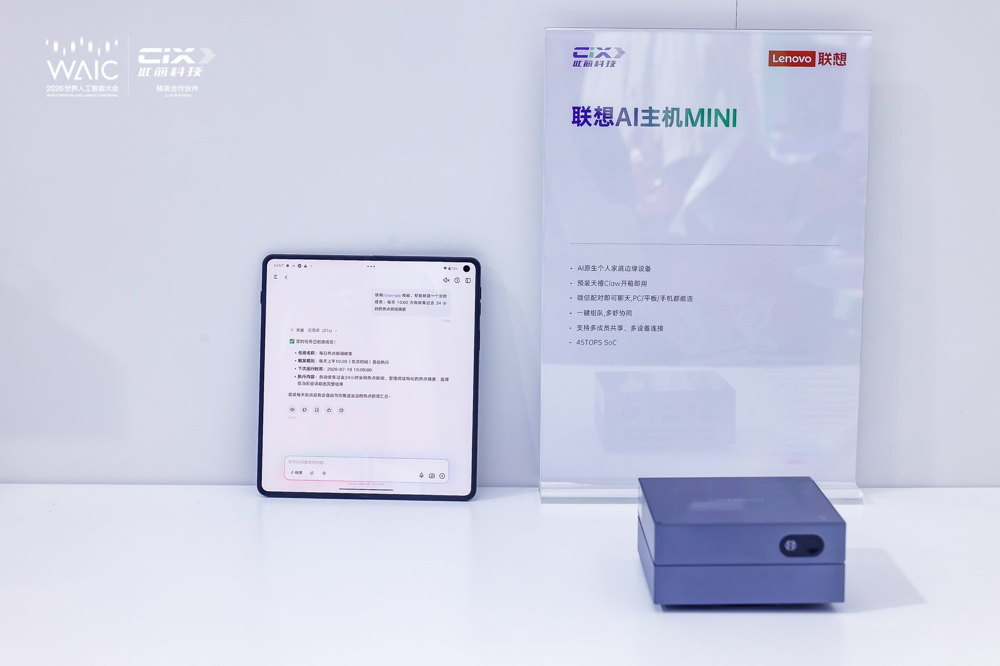 WAIC
2026世界人工智能大会
WORLD ARTIFICIAL INTELLIGENCE CONFERENCE
CIX
此芯科技
精英合作伙伴
ELITE PARTNERS
CIX
此芯科技
Lenovo 联想
联想AI主机MINI
- AI原生个人家庭边缘设备
- 预装天禧Claw开箱即用
- 微信配对即可聊天,PC/平板/手机都能连
- 一键组队,多虾协同
- 支持多成员共享、多设备连接
- 45TOPS SoC
16:57
73%
使用/cron-job 技能，帮我新建一个定时
任务：每天 10:00 为我收集过去 24 小
时的热点新闻摘要
15:06
天禧 已完成 (21s)
定时任务已创建成功！
• 任务名称：每日热点新闻收集
• 触发规则：每天上午10:00（北京时间）自动执行
• 下次运行时间：2026-07-18 10:00:00
• 执行内容：自动收集过去24小时全网热点新闻，整理成结构化的热点摘要，直接
在当前会话输出完整结果
后续每天到点后我会自动为你推送当日的热点新闻汇总~
15:07
你可以问我任何问题...
标准